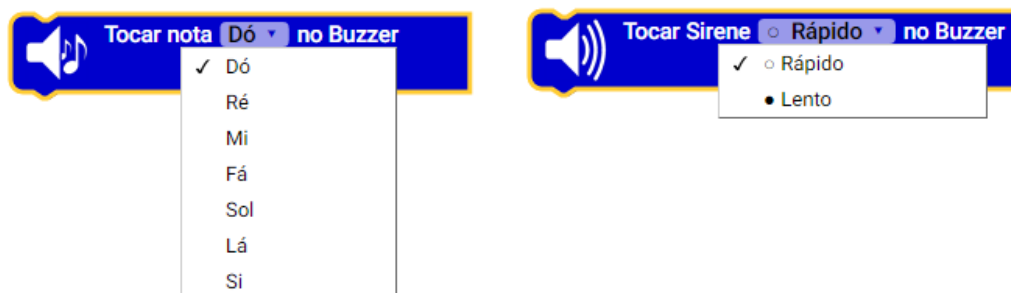 Tocar nota Dó ▼ no Buzzer
✓ Dó
Ré
Mi
Fá
Sol
Lá
Si
Tocar Sirene ○ Rápido ▼ no Buzzer
✓ ○ Rápido
● Lento